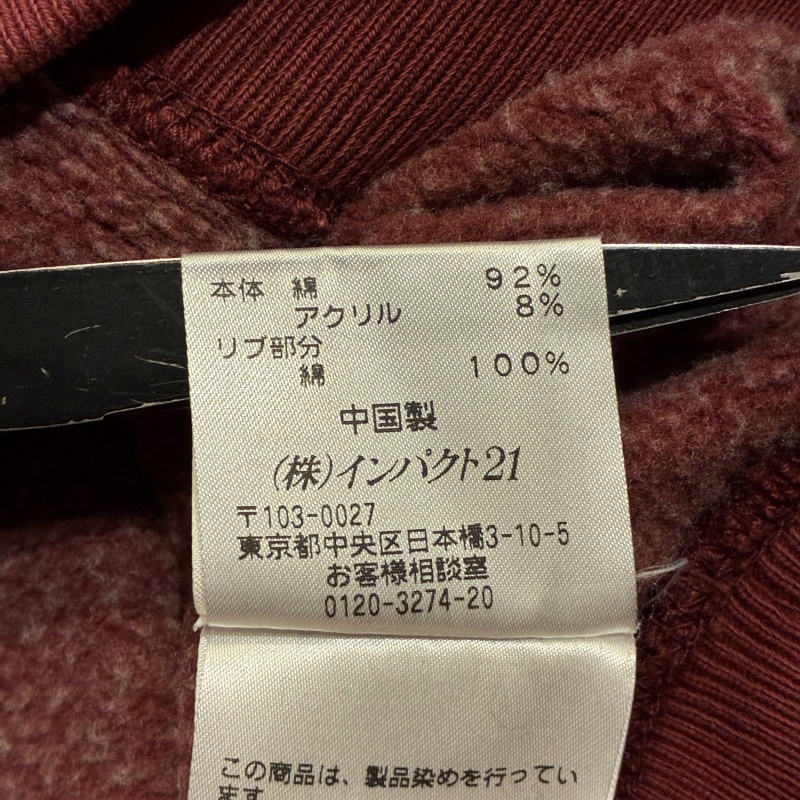 本体 綿 92%
アクリル 8%
リブ部分
綿 100%
中国製
(株)インパクト21
〒103-0027
東京都中央区日本橋3-10-5
お客様相談室
0120-3274-20
この商品は、製品染めを行ってい
ます